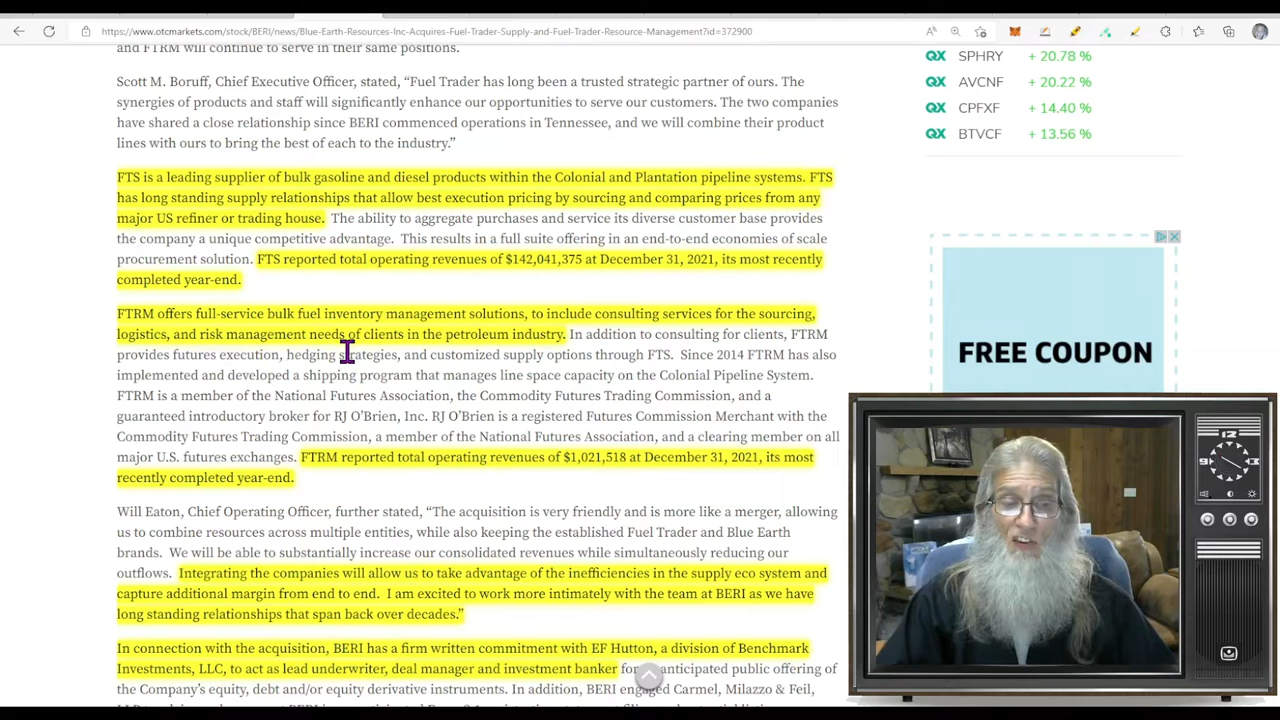 https://www.otcmarkets.com/stock/BERI/news/Blue-Earth-Resources-Inc-Acquires-Fuel-Trader-Supply-and-Fuel-Trader-Resource-Management?id=372900
and FTRM will continue to serve in their same positions.
Scott M. Boruff, Chief Executive Officer, stated, “Fuel Trader has long been a trusted strategic partner of ours. The
synergies of products and staff will significantly enhance our opportunities to serve our customers. The two companies
have shared a close relationship since BERI commenced operations in Tennessee, and we will combine their product
lines with ours to bring the best of each to the industry.”
FTS is a leading supplier of bulk gasoline and diesel products within the Colonial and Plantation pipeline systems. FTS
has long standing supply relationships that allow best execution pricing by sourcing and comparing prices from any
major US refiner or trading house. The ability to aggregate purchases and service its diverse customer base provides
the company a unique competitive advantage. This results in a full suite offering in an end-to-end economies of scale
procurement solution. FTS reported total operating revenues of $142,041,375 at December 31, 2021, its most recently
completed year-end.
FTRM offers full-service bulk fuel inventory management solutions, to include consulting services for the sourcing,
logistics, and risk management needs of clients in the petroleum industry. In addition to consulting for clients, FTRM
provides futures execution, hedging strategies, and customized supply options through FTS. Since 2014 FTRM has also
implemented and developed a shipping program that manages line space capacity on the Colonial Pipeline System.
FTRM is a member of the National Futures Association, the Commodity Futures Trading Commission, and a
guaranteed introductory broker for RJ O’Brien, Inc. RJ O’Brien is a registered Futures Commission Merchant with the
Commodity Futures Trading Commission, a member of the National Futures Association, and a clearing member on all
major U.S. futures exchanges. FTRM reported total operating revenues of $1,021,518 at December 31, 2021, its most
recently completed year-end.
Will Eaton, Chief Operating Officer, further stated, “The acquisition is very friendly and is more like a merger, allowing
us to combine resources across multiple entities, while also keeping the established Fuel Trader and Blue Earth
brands. We will be able to substantially increase our consolidated revenues while simultaneously reducing our
outflows. Integrating the companies will allow us to take advantage of the inefficiencies in the supply eco system and
capture additional margin from end to end. I am excited to work more intimately with the team at BERI as we have
long standing relationships that span back over decades.”
In connection with the acquisition, BERI has a firm written commitment with EF Hutton, a division of Benchmark
Investments, LLC, to act as lead underwriter, deal manager and investment banker for anticipated public offering of
the Company’s equity, debt and/or equity derivative instruments. In addition, BERI engaged Carmel, Milazzo & Feil,
QX SPHRY + 20.78 %
QX AVCNF + 20.22 %
QX CPFXF + 14.40 %
QX BTVCF + 13.56 %
FREE COUPON
12
9 3